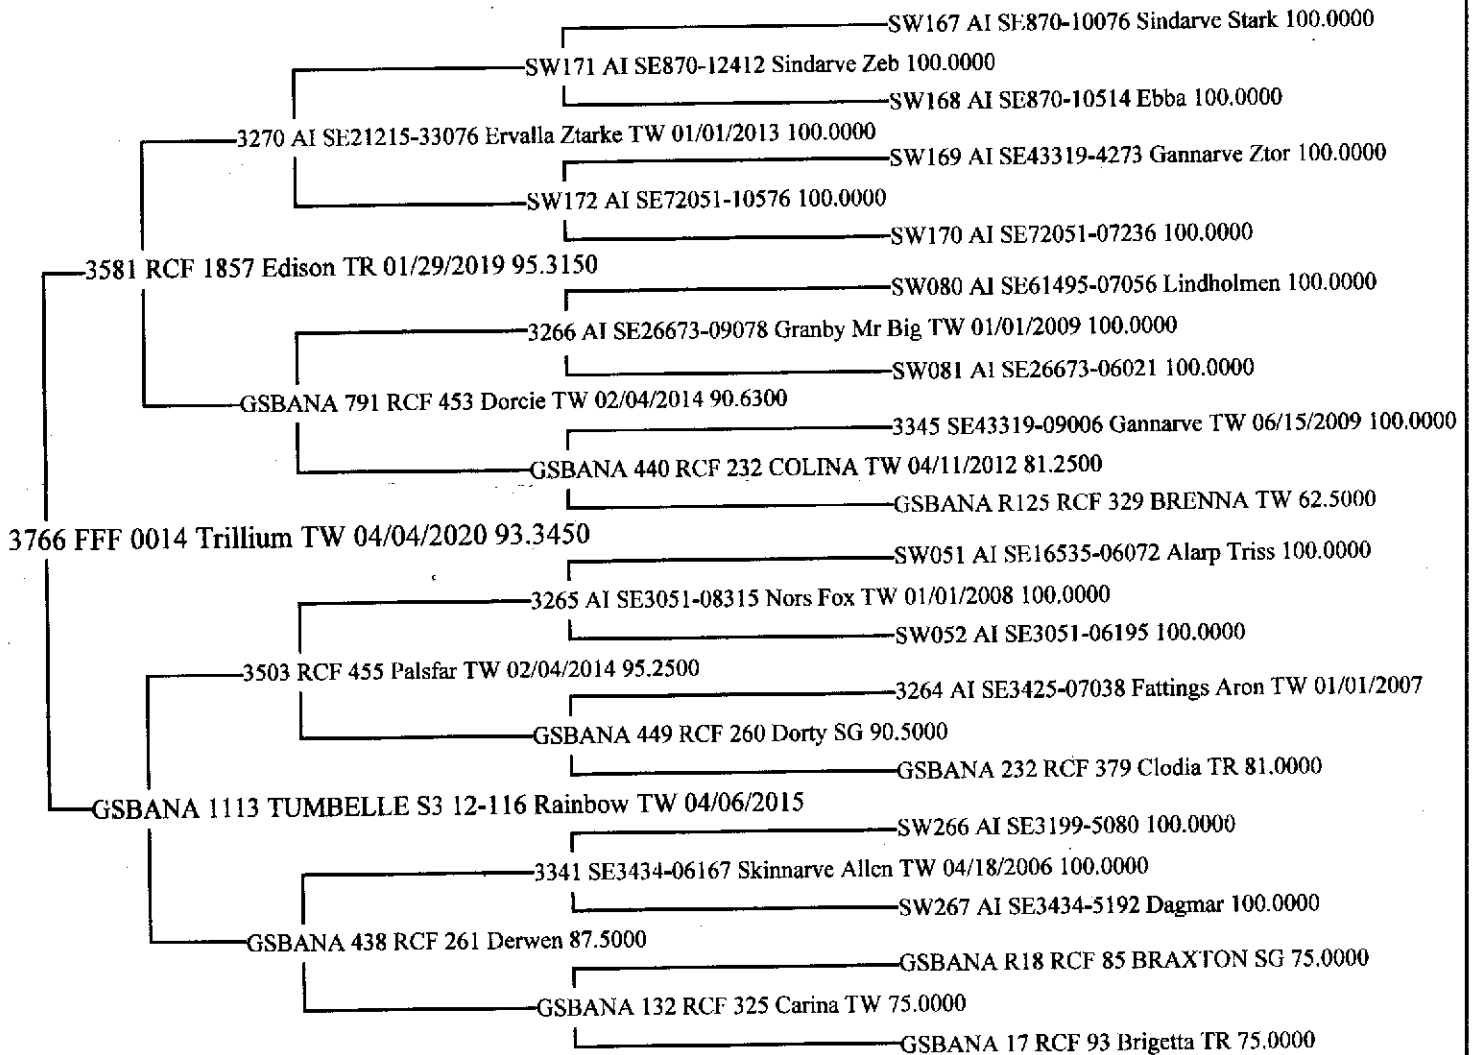 SW167 AI SE870-10076 Sindarve Stark 100.0000
SW171 AI SE870-12412 Sindarve Zeb 100.0000
SW168 AI SE870-10514 Ebba 100.0000
3270 AI SE21215-33076 Ervalla Ztarke TW 01/01/2013 100.0000
SW169 AI SE43319-4273 Gannarve Ztor 100.0000
SW172 AI SE72051-10576 100.0000
SW170 AI SE72051-07236 100.0000
3581 RCF 1857 Edison TR 01/29/2019 95.3150
SW080 AI SE61495-07056 Lindholmen 100.0000
3266 AI SE26673-09078 Granby Mr Big TW 01/01/2009 100.0000
SW081 AI SE26673-06021 100.0000
GSBANA 791 RCF 453 Dorcie TW 02/04/2014 90.6300
3345 SE43319-09006 Gannarve TW 06/15/2009 100.0000
GSBANA 440 RCF 232 COLINA TW 04/11/2012 81.2500
GSBANA R125 RCF 329 BRENNA TW 62.5000
3766 FFF 0014 Trillium TW 04/04/2020 93.3450
SW051 AI SE16535-06072 Alarp Triss 100.0000
3265 AI SE3051-08315 Nors Fox TW 01/01/2008 100.0000
SW052 AI SE3051-06195 100.0000
3503 RCF 455 Palsfar TW 02/04/2014 95.2500
3264 AI SE3425-07038 Fattings Aron TW 01/01/2007
GSBANA 449 RCF 260 Dorty SG 90.5000
GSBANA 232 RCF 379 Clodia TR 81.0000
GSBANA 1113 TUMBELLE S3 12-116 Rainbow TW 04/06/2015
SW266 AI SE3199-5080 100.0000
3341 SE3434-06167 Skinnarve Allen TW 04/18/2006 100.0000
SW267 AI SE3434-5192 Dagmar 100.0000
GSBANA 438 RCF 261 Derwen 87.5000
GSBANA R18 RCF 85 BRAXTON SG 75.0000
GSBANA 132 RCF 325 Carina TW 75.0000
GSBANA 17 RCF 93 Brigetta TR 75.0000